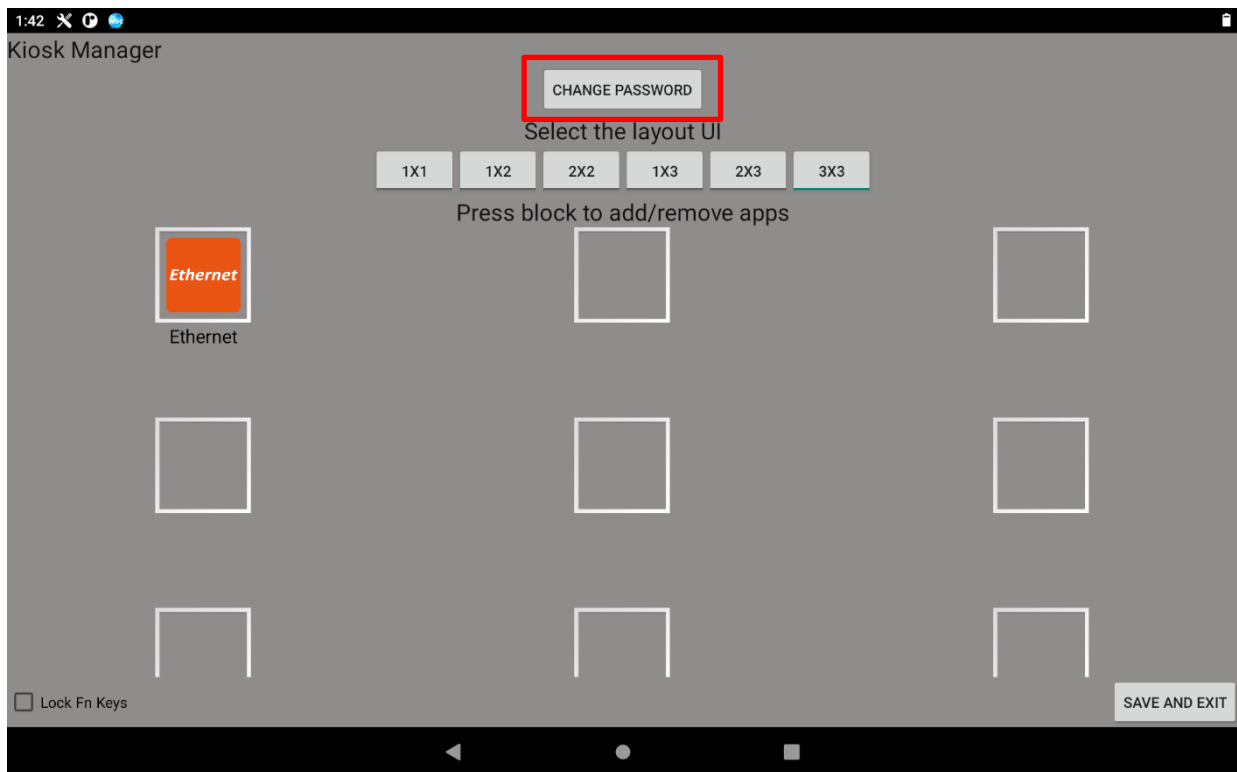 1:42
Kiosk Manager
CHANGE PASSWORD
Select the layout UI
1X1 1X2 2X2 1X3 2X3 3X3
Press block to add/remove apps
Ethernet
Ethernet
Lock Fn Keys
SAVE AND EXIT